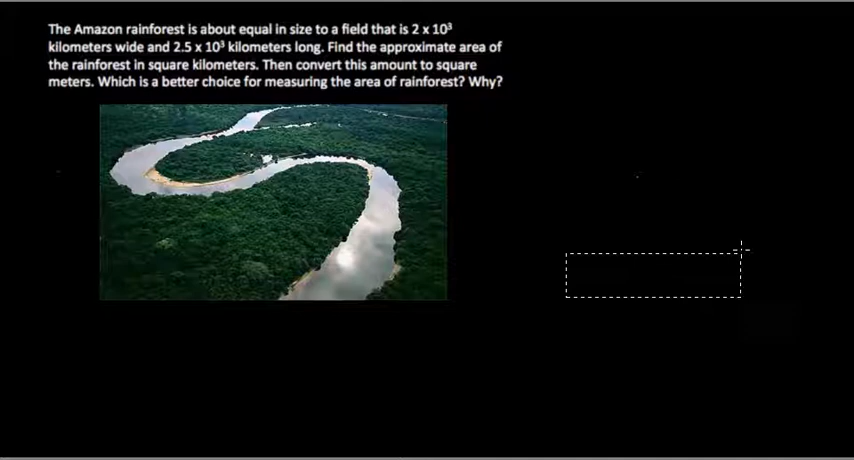 The Amazon rainforest is about equal in size to a field that is 2 x 10³
kilometers wide and 2.5 x 10³ kilometers long. Find the approximate area of
the rainforest in square kilometers. Then convert this amount to square
meters. Which is a better choice for measuring the area of rainforest? Why?